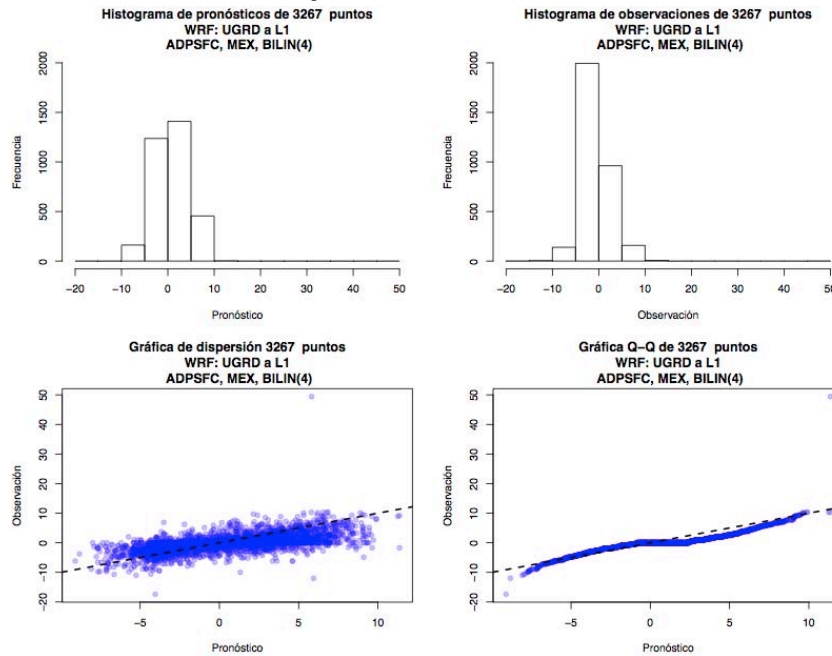 Histograma de pronósticos de 3267 puntos
WRF: UGRD a L1
ADPSFC, MEX, BILIN(4)
Frecuencia
2000
1500
1000
500
0
−20 −10 0 10 20 30 40 50
Pronóstico
Histograma de observaciones de 3267 puntos
WRF: UGRD a L1
ADPSFC, MEX, BILIN(4)
Frecuencia
2000
1500
1000
500
0
−20 −10 0 10 20 30 40 50
Observación
Gráfica de dispersión 3267 puntos
WRF: UGRD a L1
ADPSFC, MEX, BILIN(4)
Observación
50
40
30
20
10
0
−10
−20
−5 0 5 10
Pronóstico
Gráfica Q−Q de 3267 puntos
WRF: UGRD a L1
ADPSFC, MEX, BILIN(4)
Observación
50
40
30
20
10
0
−10
−20
−5 0 5 10
Pronóstico